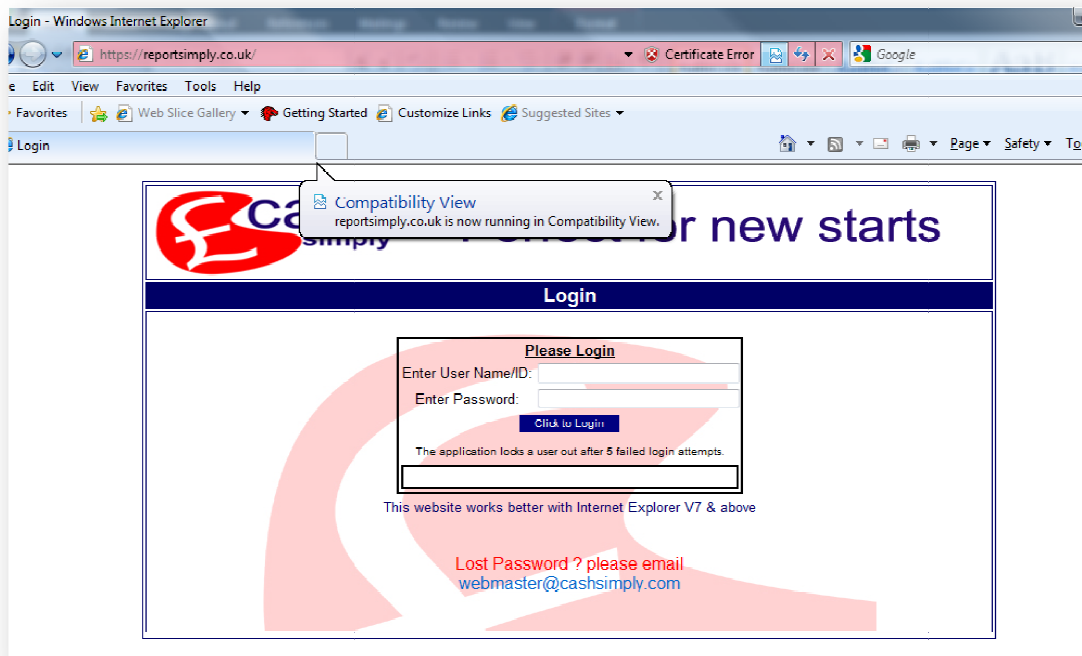 Login - Windows Internet Explorer
https://reportsimply.co.uk/
Certificate Error
Google
e Edit View Favorites Tools Help
Favorites Web Slice Gallery Getting Started Customize Links Suggested Sites
Login
Page Safety To
Compatibility View
reportsimply.co.uk is now running in Compatibility View.
simply
new starts
Login
Please Login
Enter User Name/ID:
Enter Password:
Click to Login
The application locks a user out after 5 failed login attempts.
This website works better with Internet Explorer V7 & above
Lost Password ? please email
webmaster@cashsimply.com